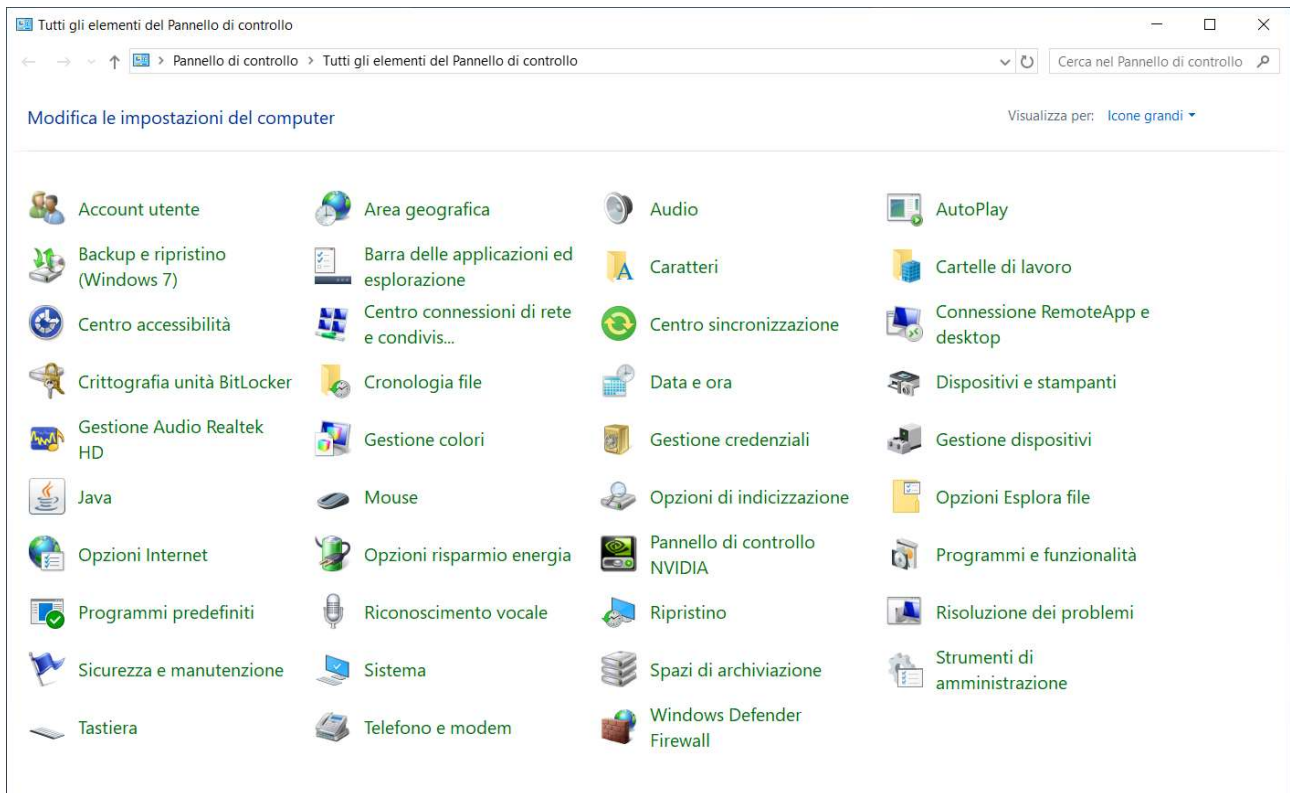 Tutti gli elementi del Pannello di controllo
Pannello di controllo > Tutti gli elementi del Pannello di controllo
Cerca nel Pannello di controllo
Modifica le impostazioni del computer
Visualizza per: Icone grandi
Account utente
Area geografica
Audio
AutoPlay
Backup e ripristino
(Windows 7)
Barra delle applicazioni ed
esplorazione
Caratteri
Cartelle di lavoro
Centro accessibilità
Centro connessioni di rete
e condivis...
Centro sincronizzazione
Connessione RemoteApp e
desktop
Crittografia unità BitLocker
Cronologia file
Data e ora
Dispositivi e stampanti
Gestione Audio Realtek
HD
Gestione colori
Gestione credenziali
Gestione dispositivi
Java
Mouse
Opzioni di indicizzazione
Opzioni Esplora file
Opzioni Internet
Opzioni risparmio energia
Pannello di controllo
NVIDIA
Programmi e funzionalità
Programmi predefiniti
Riconoscimento vocale
Ripristino
Risoluzione dei problemi
Sicurezza e manutenzione
Sistema
Spazi di archiviazione
Strumenti di
amministrazione
Tastiera
Telefono e modem
Windows Defender
Firewall